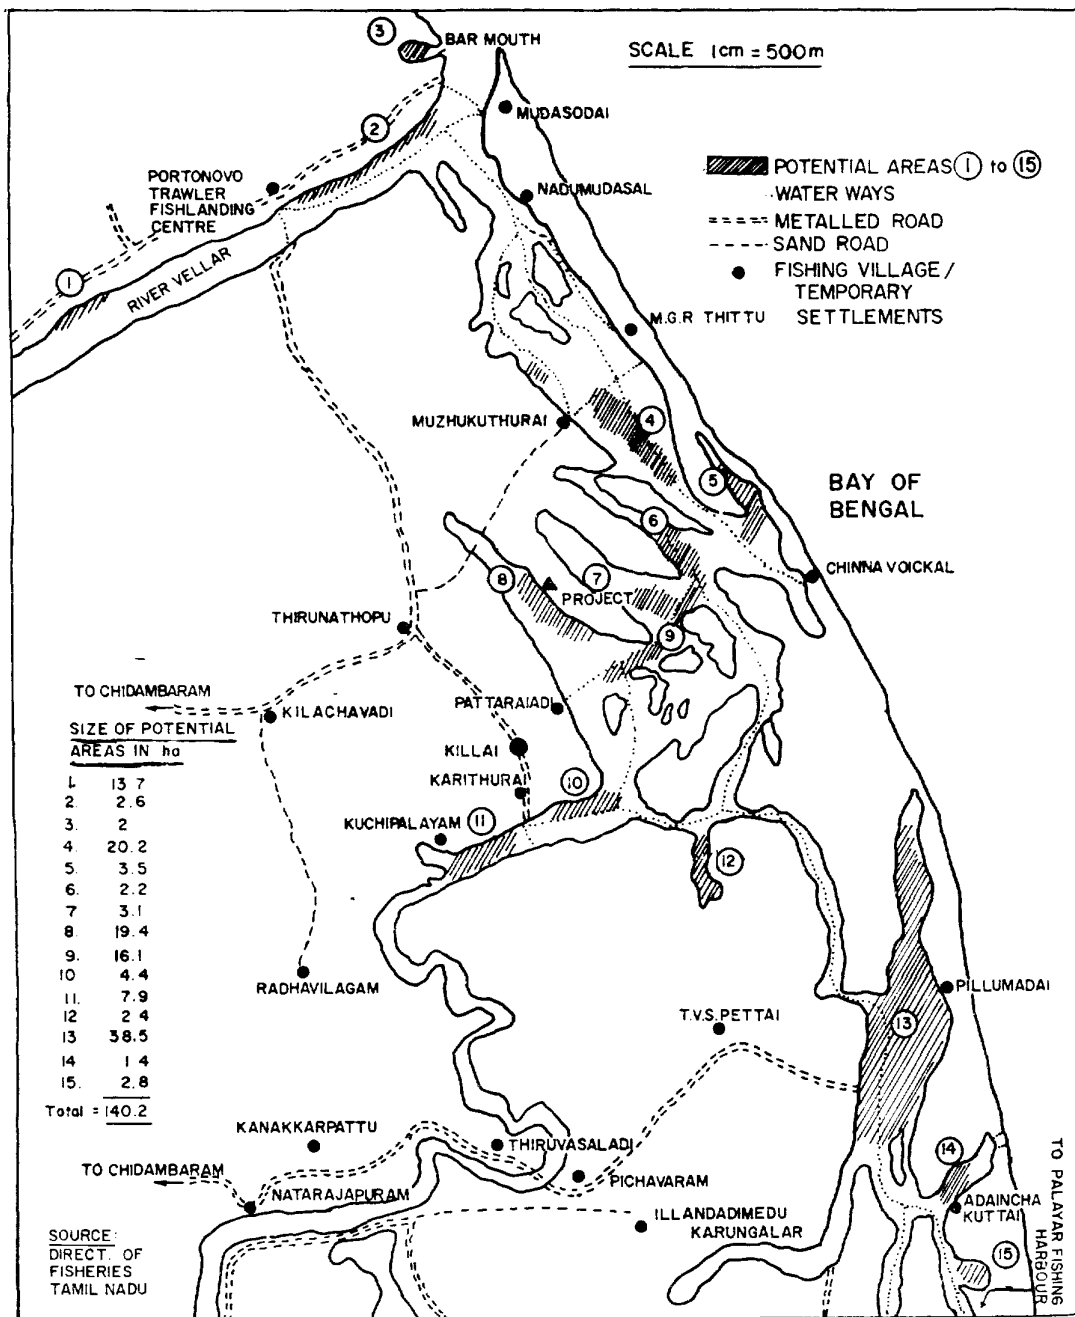 3
BAR MOUTH
SCALE 1cm = 500m
2
MUDASODAI
POTENTIAL AREAS 1 to 15
WATER WAYS
METALLED ROAD
SAND ROAD
FISHING VILLAGE /
TEMPORARY
SETTLEMENTS
PORTONOVO
TRAWLER
FISHLANDING
CENTRE
NADUMUDASAL
1
RIVER VELLAR
M.G.R THITTU
MUZHUKUTHURAI
4
5
BAY OF
BENGAL
6
CHINNA VOICKAL
8
7
PROJECT
THIRUNATHOPU
9
TO CHIDAMBARAM
KILACHAVADI
PATTARAIADI
KILLAI
KARITHURAI
10
KUCHIPALAYAM
11
12
SIZE OF POTENTIAL
AREAS IN ha
1. 13.7
2. 2.6
3. 2
4. 20.2
5. 3.5
6. 2.2
7 3.1
8. 19.4
9. 16.1
10 4.4
11. 7.9
12 2.4
13 38.5
14 1.4
15. 2.8
Total = 140.2
RADHAVILAGAM
PILLUMADAI
T.V.S. PETTAI
13
KANAKKARPATTU
THIRUVASALADI
14
TO CHIDAMBARAM
NATARAJAPURAM
PICHAVARAM
ILLANDADIMEDU
KARUNGALAR
ADAINCHA
KUTTAI
15
TO PALAYAR FISHING
HARBOUR
SOURCE:
DIRECT. OF
FISHERIES
TAMIL NADU